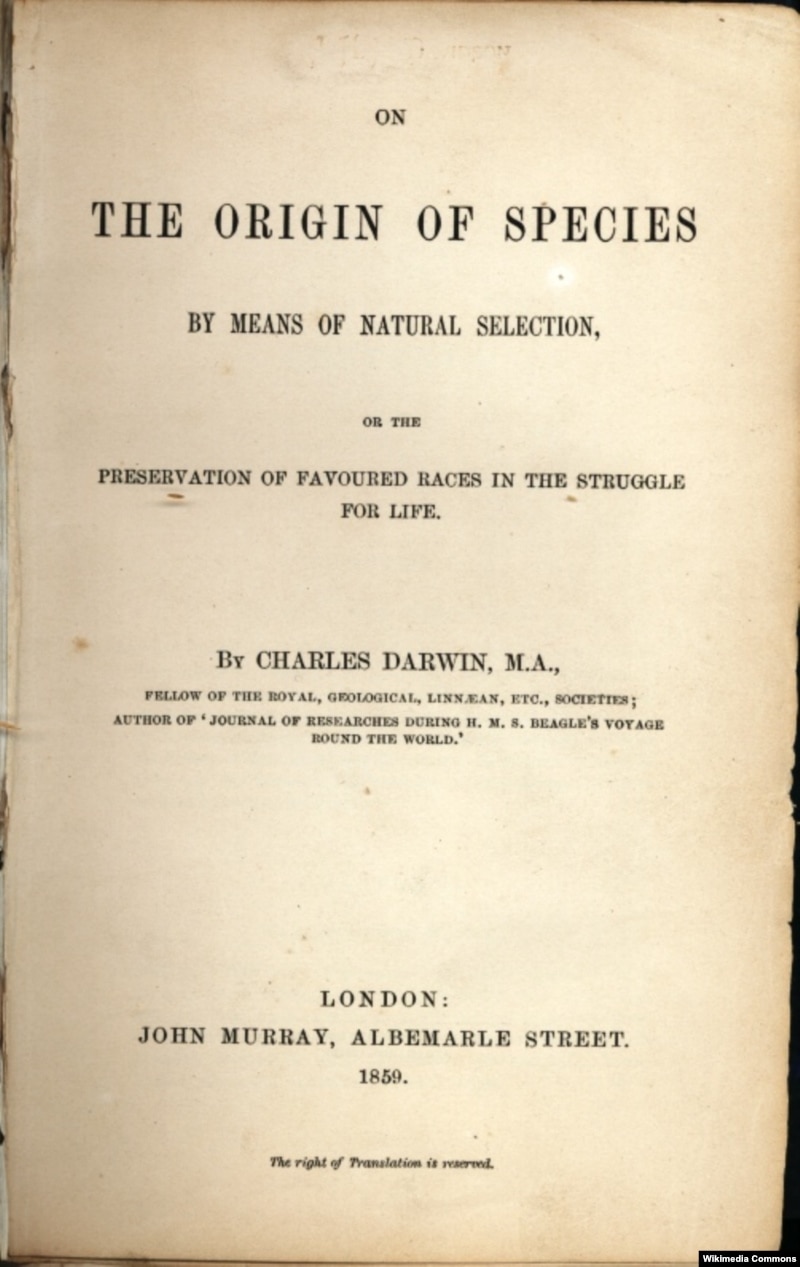 ON
THE ORIGIN OF SPECIES
BY MEANS OF NATURAL SELECTION,
OR THE
PRESERVATION OF FAVOURED RACES IN THE STRUGGLE
FOR LIFE.
BY CHARLES DARWIN, M.A.,
FELLOW OF THE ROYAL, GEOLOGICAL, LINNÆAN, ETC., SOCIETIES;
AUTHOR OF ‘JOURNAL OF RESEARCHES DURING H. M. S. BEAGLE’S VOYAGE
ROUND THE WORLD.’
LONDON:
JOHN MURRAY, ALBEMARLE STREET.
1859.
The right of Translation is reserved.
Wikimedia Commons